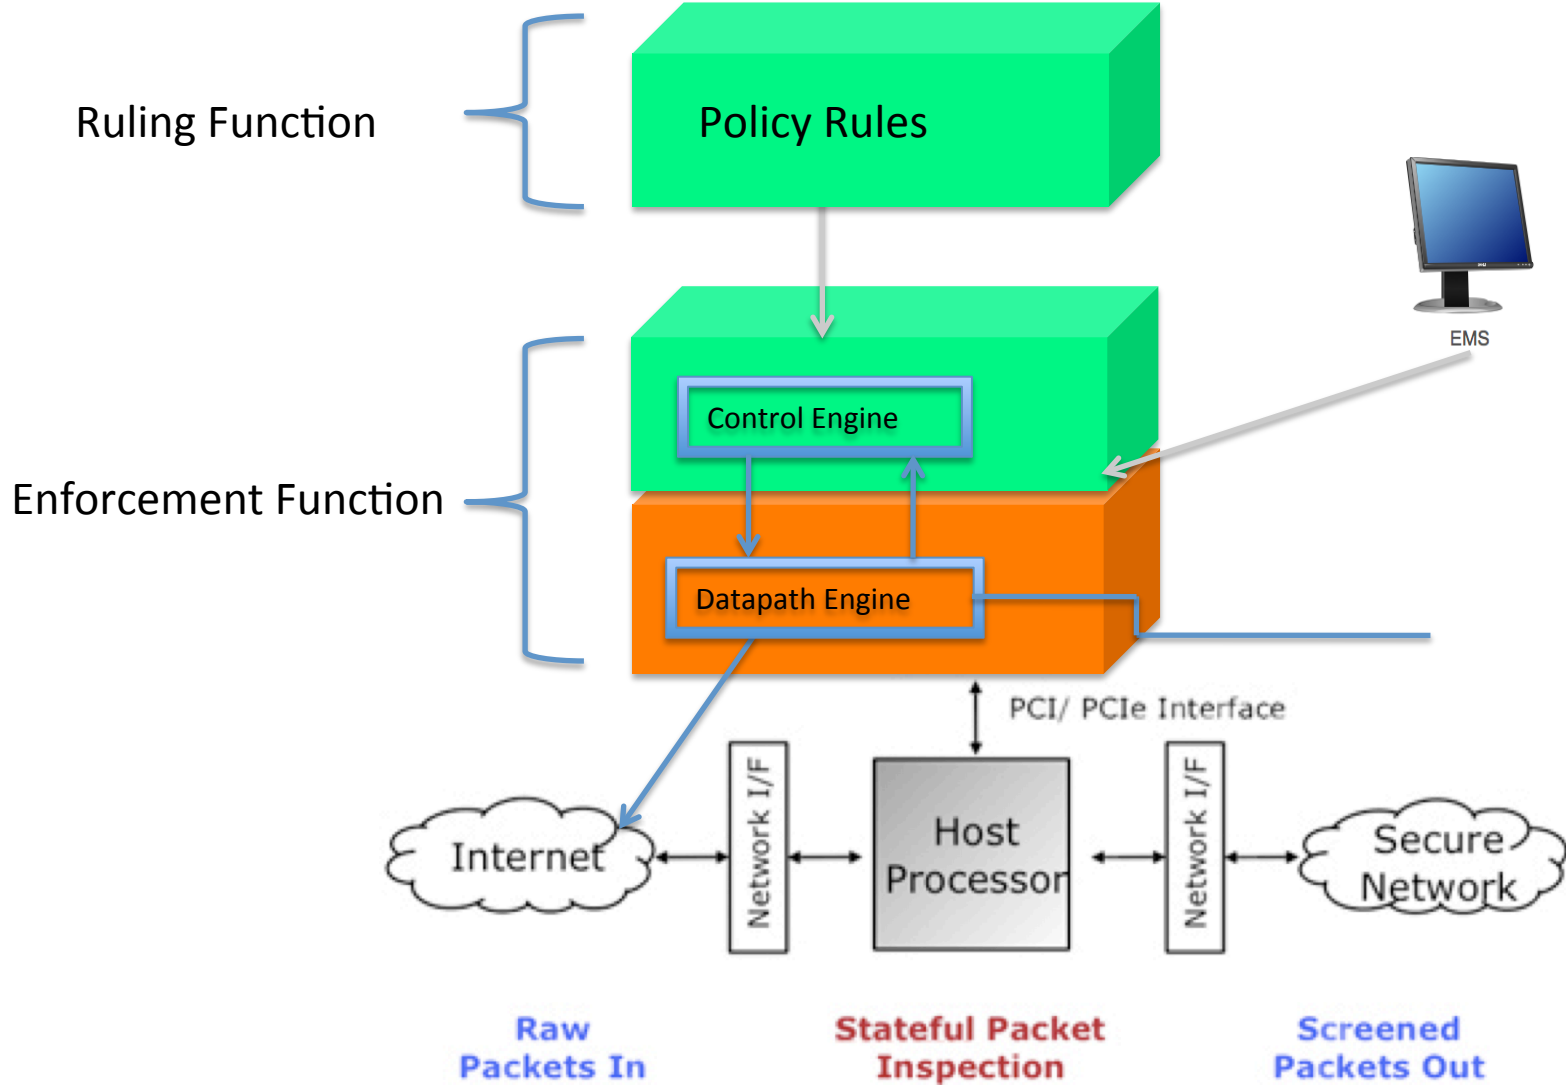 Ruling Function
Policy Rules
EMS
Control Engine
Enforcement Function
Datapath Engine
PCI/ PCIe Interface
Internet
Network I/F
Host
Processor
Network I/F
Secure
Network
Raw
Packets In
Stateful Packet
Inspection
Screened
Packets Out